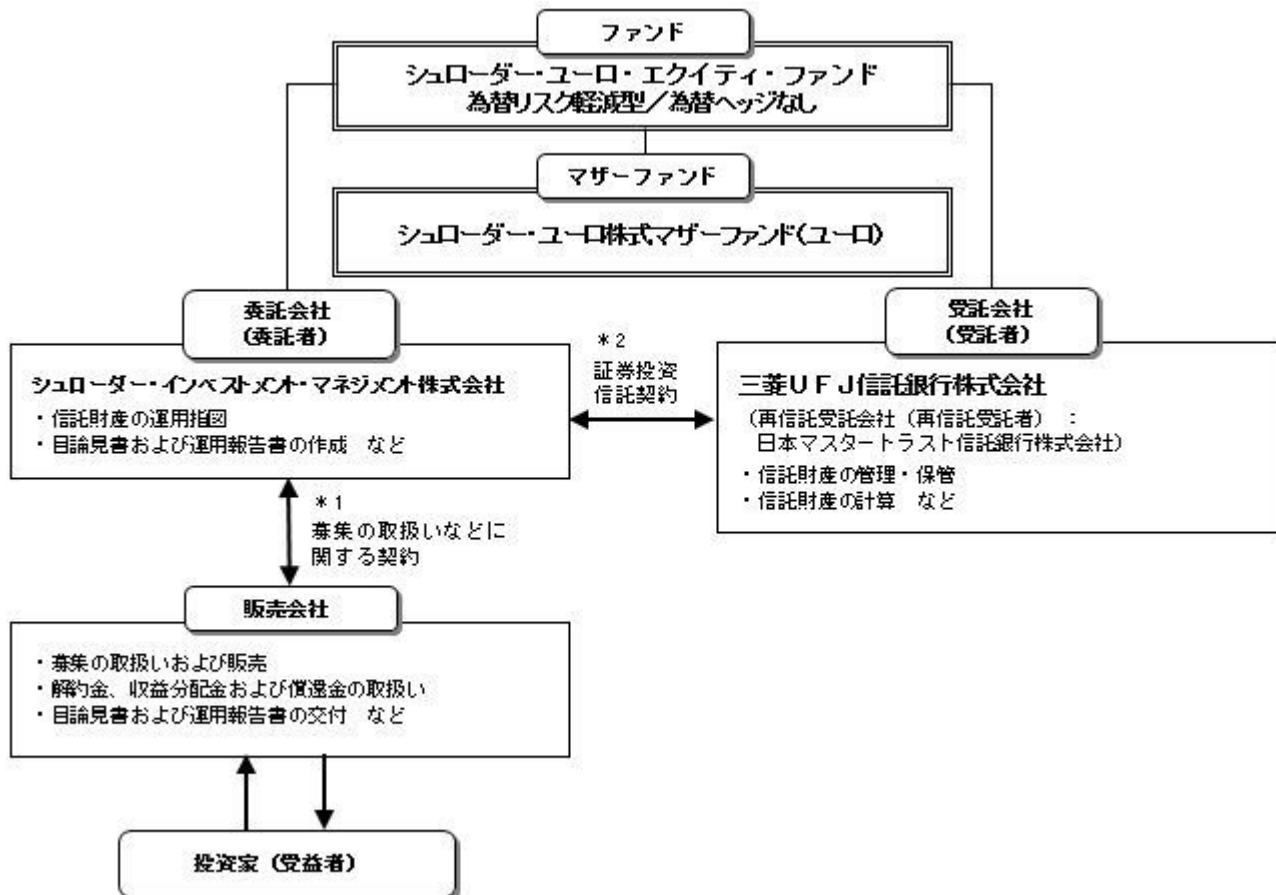 ファンド
シュローダー・ユーロ・エクイティ・ファンド
為替リスク軽減型／為替ヘッジなし
マザーファンド
シュローダー・ユーロ株式マザーファンド（ユーロ）
委託会社
（委託者）
シュローダー・インベストメント・マネジメント株式会社
・信託財産の運用指図
・目論見書および運用報告書の作成　など
＊２
証券投資
信託契約
受託会社
（受託者）
三菱ＵＦＪ信託銀行株式会社
（再信託受託会社（再信託受託者）：
日本マスタートラスト信託銀行株式会社）
・信託財産の管理・保管
・信託財産の計算　など
＊１
募集の取扱いなどに
関する契約
販売会社
・募集の取扱いおよび販売
・解約金、収益分配金および償還金の取扱い
・目論見書および運用報告書の交付　など
投資家（受益者）